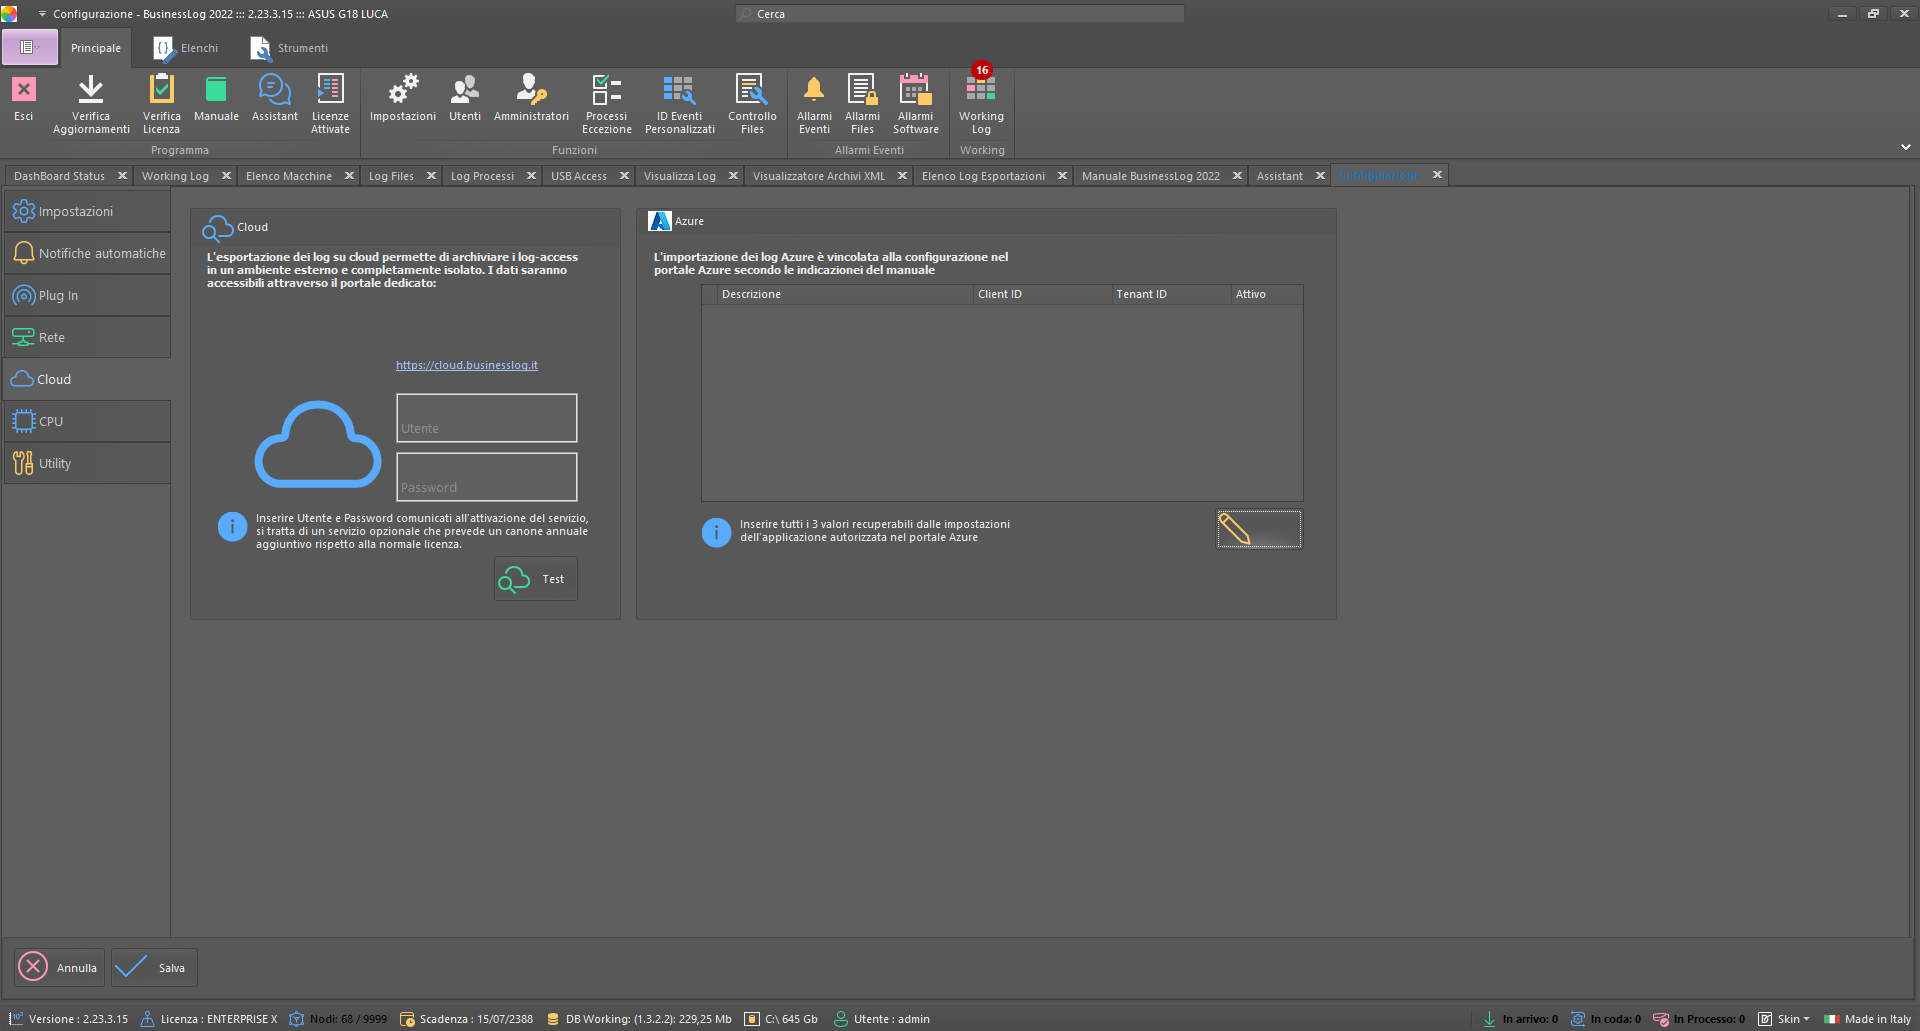 Configurazione - BusinessLog 2022 ::: 2.23.3.15 ::: ASUS G18 LUCA
Cerca
Principale
Elenchi
Strumenti
16
Esci
Verifica
Aggiornamenti
Verifica
Licenza
Manuale
Assistant
Licenze
Attivate
Impostazioni
Utenti
Amministratori
Processi
Eccezione
ID Eventi
Personalizzati
Controllo
Files
Allarmi
Eventi
Allarmi
Files
Allarmi
Software
Working
Log
Programma
Funzioni
Allarmi Eventi
Working
DashBoard Status
Working Log
Elenco Macchine
Log Files
Log Processi
USB Access
Visualizza Log
Visualizzatore Archivi XML
Elenco Log Esportazioni
Manuale BusinessLog 2022
Assistant
Configurazione
Impostazioni
Notifiche automatiche
Plug In
Rete
Cloud
CPU
Utility
Cloud
L'esportazione dei log su cloud permette di archiviare i log-access
in un ambiente esterno e completamente isolato. I dati saranno
accessibili attraverso il portale dedicato:
https://cloud.businesslog.it
Utente
Password
Inserire Utente e Password comunicati all'attivazione del servizio,
si tratta di un servizio opzionale che prevede un canone annuale
aggiuntivo rispetto alla normale licenza.
Test
Azure
L'importazione dei log Azure è vincolata alla configurazione nel
portale Azure secondo le indicazionei del manuale
Descrizione
Client ID
Tenant ID
Attivo
Inserire tutti i 3 valori recuperabili dalle impostazioni
dell'applicazione autorizzata nel portale Azure
Annulla
Salva
Versione : 2.23.3.15
Licenza : ENTERPRISE X
Nodi: 68 / 9999
Scadenza : 15/07/2388
DB Working: (1.3.2.2): 229,25 Mb
C:\ 645 Gb
Utente : admin
In arrivo: 0
In coda: 0
In Processo: 0
Skin
Made in Italy